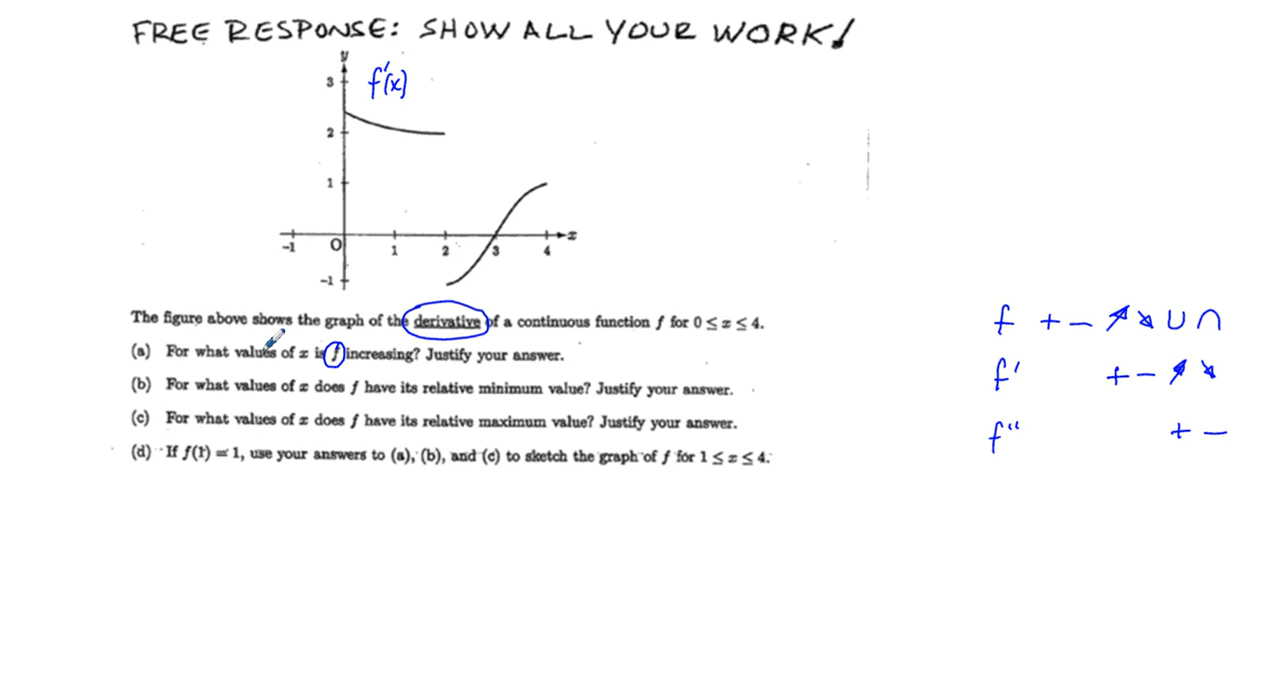 FREE RESPONSE: SHOW ALL YOUR WORK!
y
3
f'(x)
2
1
-1 O 1 2 3 4 x
-1
The figure above shows the graph of the derivative of a continuous function f for 0 ≤ x ≤ 4.
(a) For what values of x is f increasing? Justify your answer.
(b) For what values of x does f have its relative minimum value? Justify your answer.
(c) For what values of x does f have its relative maximum value? Justify your answer.
(d) If f(1) = 1, use your answers to (a), (b), and (c) to sketch the graph of f for 1 ≤ x ≤ 4.
f + − ↗ ↘ ∪ ∩
f' + − ↗ ↘
f'' + −